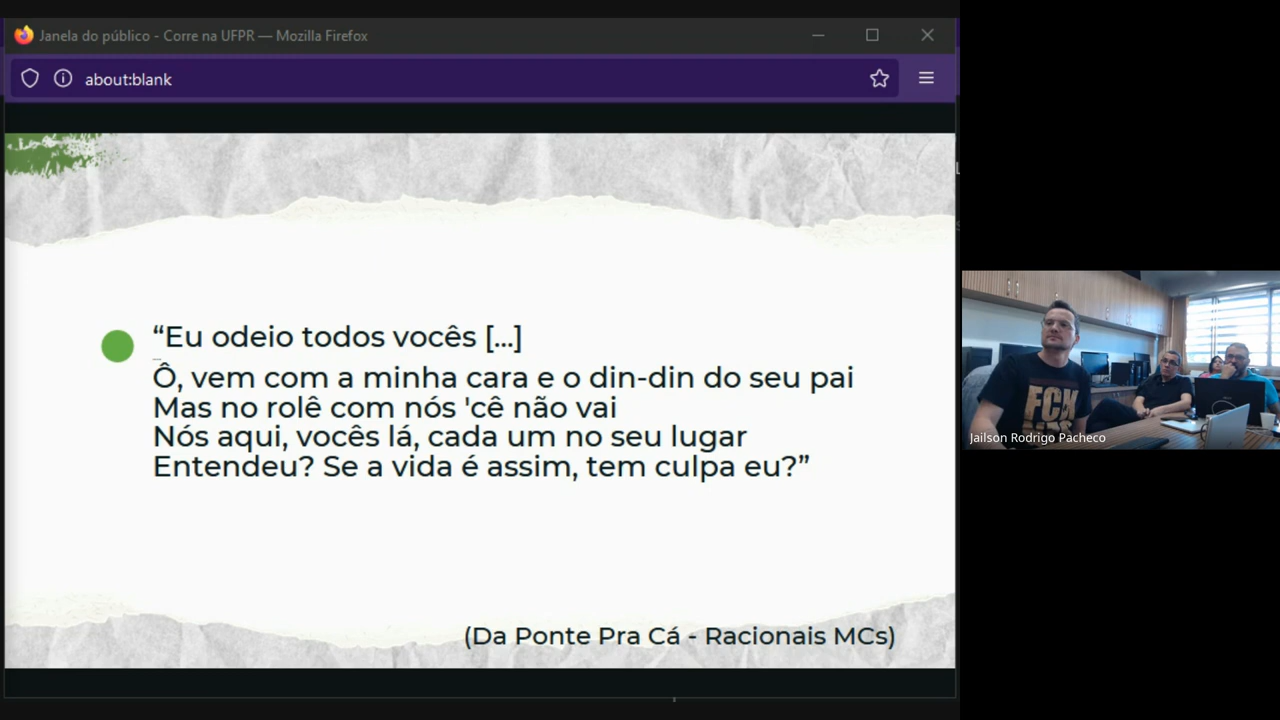 Janela do público - Corre na UFPR — Mozilla Firefox
about:blank
“Eu odeio todos vocês [...]
Ô, vem com a minha cara e o din-din do seu pai
Mas no rolê com nós 'cê não vai
Nós aqui, vocês lá, cada um no seu lugar
Entendeu? Se a vida é assim, tem culpa eu?”
(Da Ponte Pra Cá - Racionais MCs)
FCK
Jailson Rodrigo Pacheco